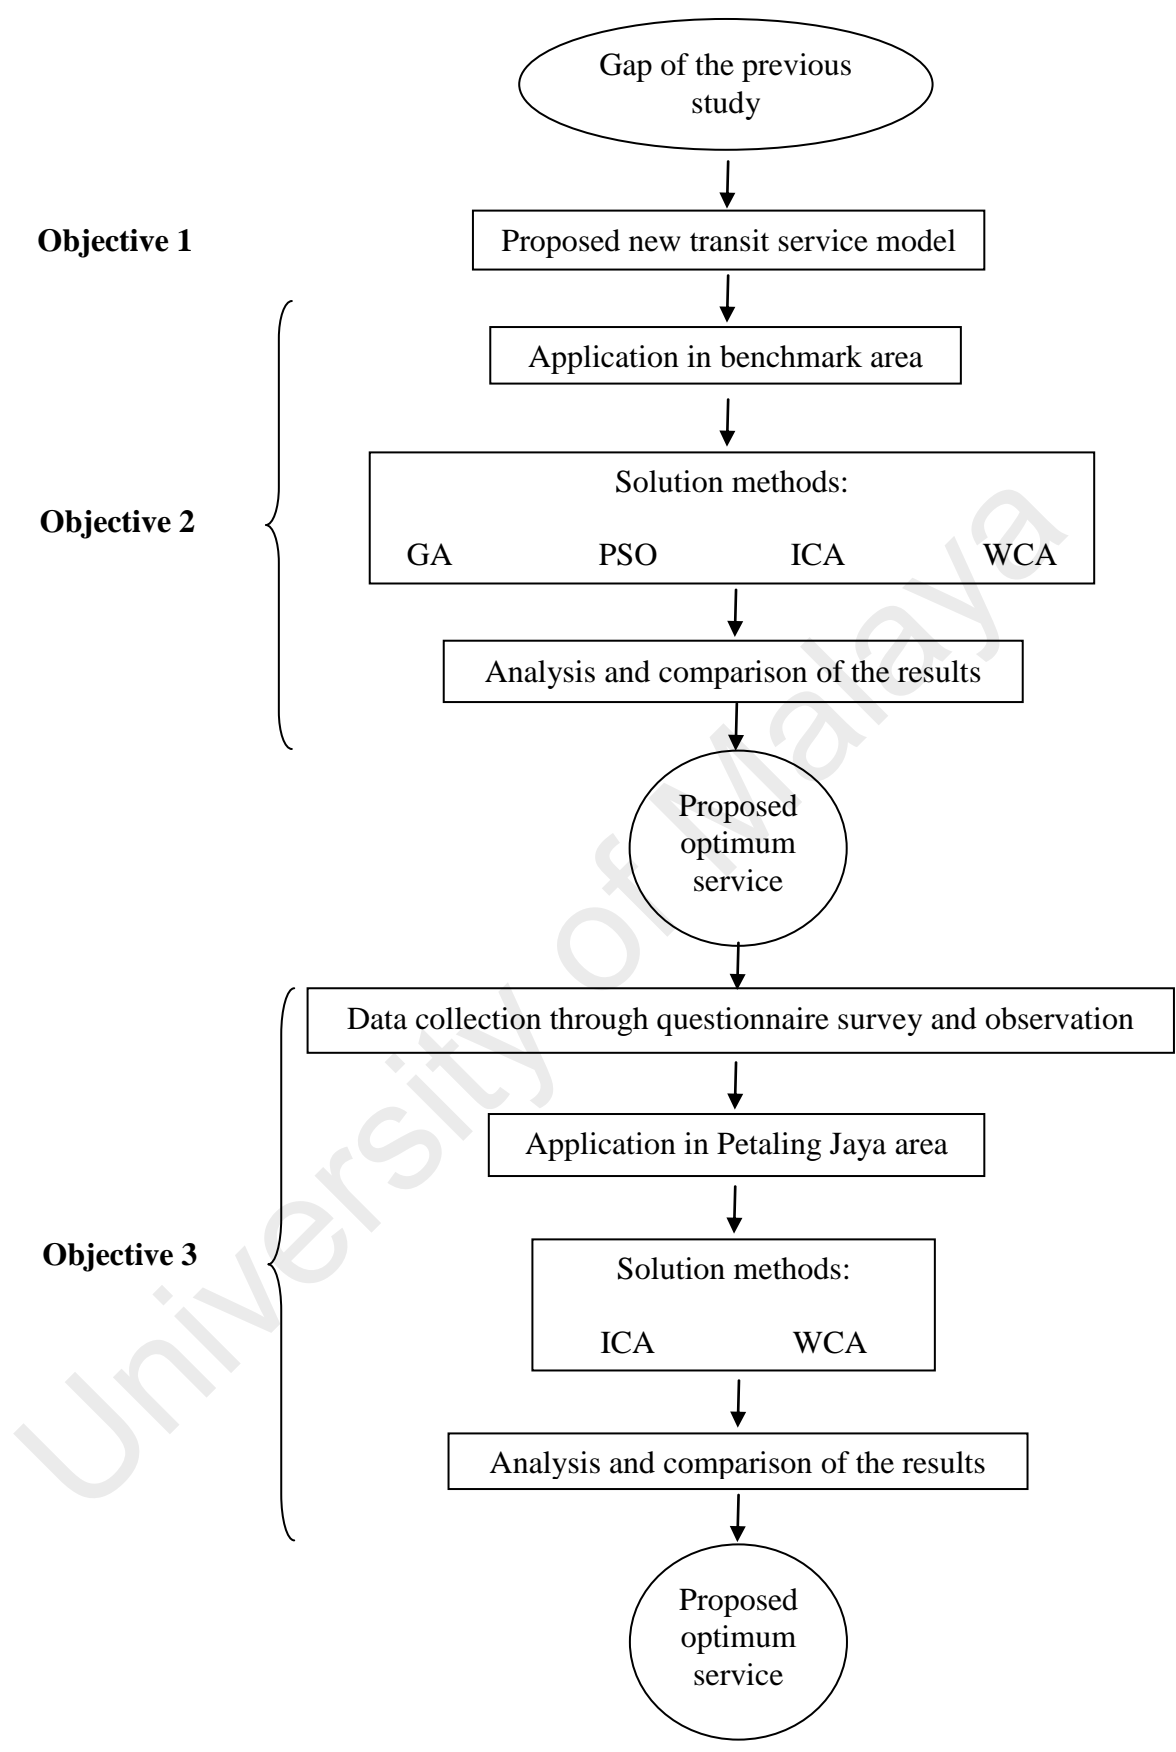 Gap of the previous
study
Objective 1
Proposed new transit service model
Application in benchmark area
Objective 2
Solution methods:
GA PSO ICA WCA
Analysis and comparison of the results
Proposed
optimum
service
Data collection through questionnaire survey and observation
Application in Petaling Jaya area
Objective 3
Solution methods:
ICA WCA
Analysis and comparison of the results
Proposed
optimum
service
University of Malaya